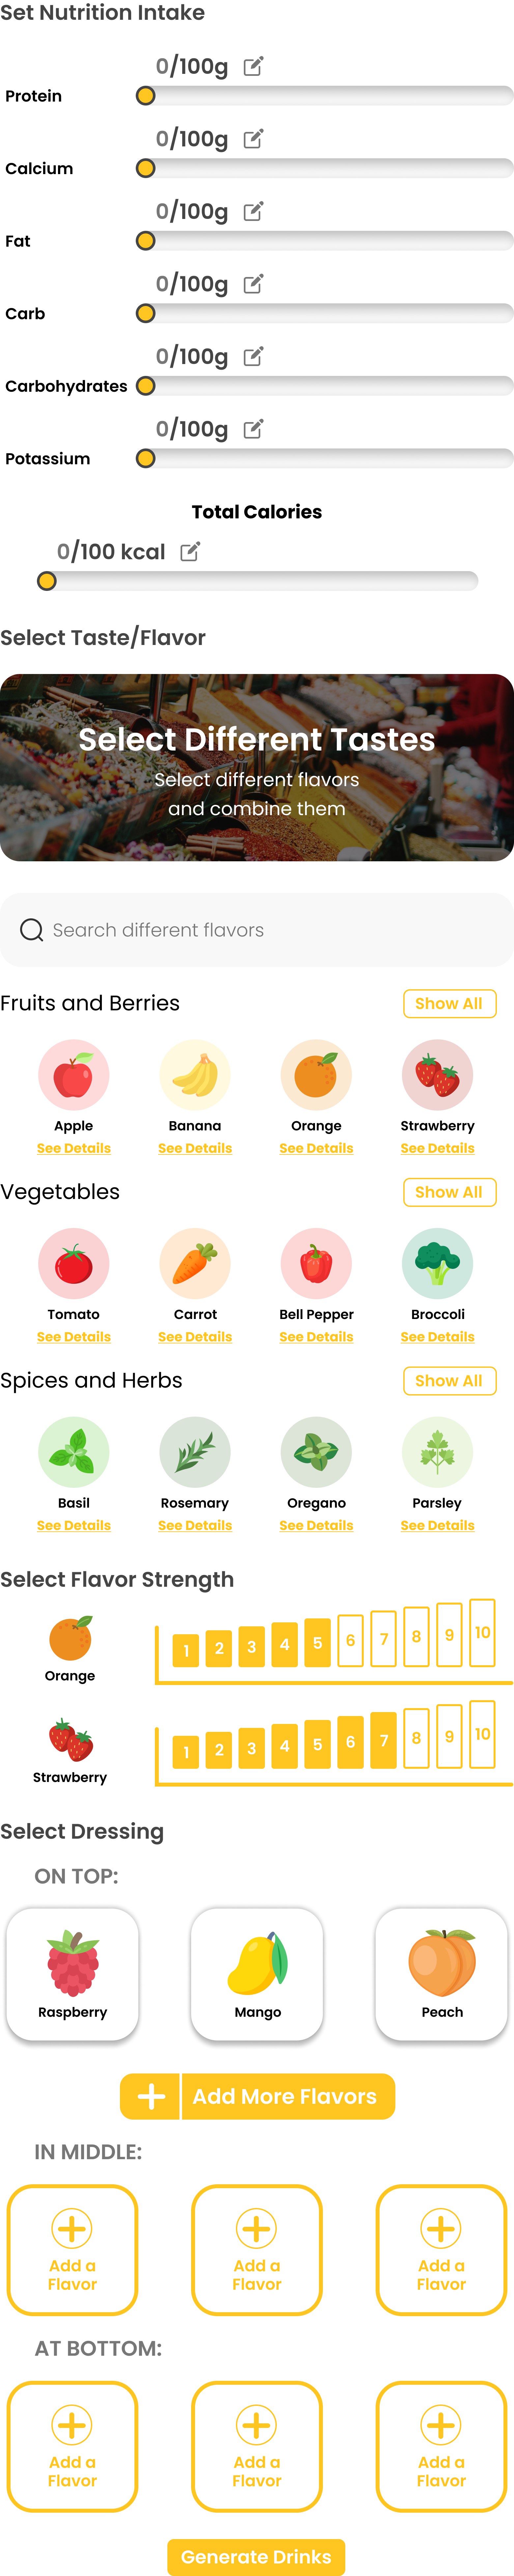 Set Nutrition Intake
0/100g
Protein
0/100g
Calcium
0/100g
Fat
0/100g
Carb
0/100g
Carbohydrates
0/100g
Potassium
Total Calories
0/100 kcal
Select Taste/Flavor
Select Different Tastes
Select different flavors
and combine them
Search different flavors
Fruits and Berries Show All
Apple Banana Orange Strawberry
See Details See Details See Details See Details
Vegetables Show All
Tomato Carrot Bell Pepper Broccoli
See Details See Details See Details See Details
Spices and Herbs Show All
Basil Rosemary Oregano Parsley
See Details See Details See Details See Details
Select Flavor Strength
1 2 3 4 5 6 7 8 9 10
Orange
1 2 3 4 5 6 7 8 9 10
Strawberry
Select Dressing
ON TOP:
Raspberry Mango Peach
Add More Flavors
IN MIDDLE:
Add a Add a Add a
Flavor Flavor Flavor
AT BOTTOM:
Add a Add a Add a
Flavor Flavor Flavor
Generate Drinks